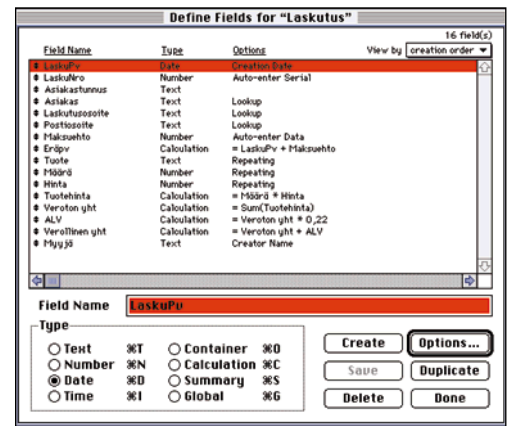 Define Fields for “Laskutus”
16 field(s)
Field Name Type Options View by creation order
LaskuPv Date Creation Date
LaskuNro Number Auto-enter Serial
Asiakastunnus Text
Asiakas Text Lookup
Laskutusosoite Text Lookup
Postiosoite Text Lookup
Maksuehto Number Auto-enter Data
Eräpv Calculation = LaskuPv + Maksuehto
Tuote Text Repeating
Määrä Number Repeating
Hinta Number Repeating
Tuotehinta Calculation = Määrä * Hinta
Veroton yht Calculation = Sum(Tuotehinta)
ALV Calculation = Veroton yht * 0,22
Verollinen yht Calculation = Veroton yht + ALV
Myyjä Text Creator Name
Field Name LaskuPv
Type
Text ⌘T Container ⌘O
Number ⌘N Calculation ⌘C
Date ⌘D Summary ⌘S
Time ⌘I Global ⌘G
Create Options...
Save Duplicate
Delete Done